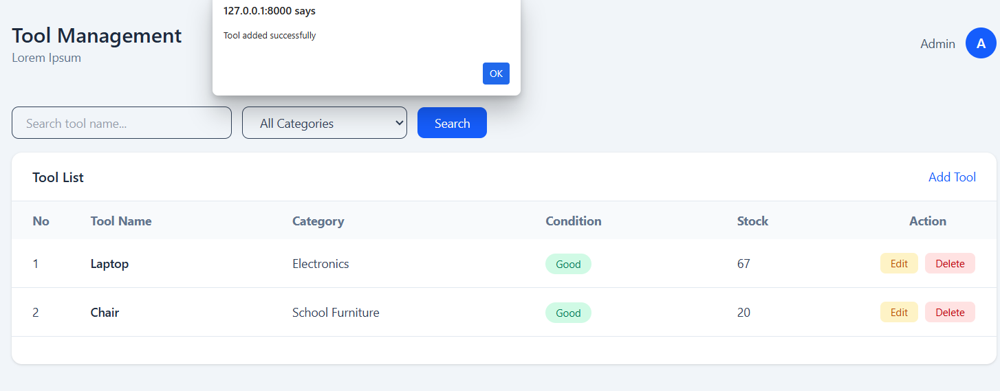 127.0.0.1:8000 says
Tool added successfully
OK
Tool Management
Lorem Ipsum
Admin A
Search tool name... All Categories Search
Tool List Add Tool
No Tool Name Category Condition Stock Action
1 Laptop Electronics Good 67 Edit Delete
2 Chair School Furniture Good 20 Edit Delete